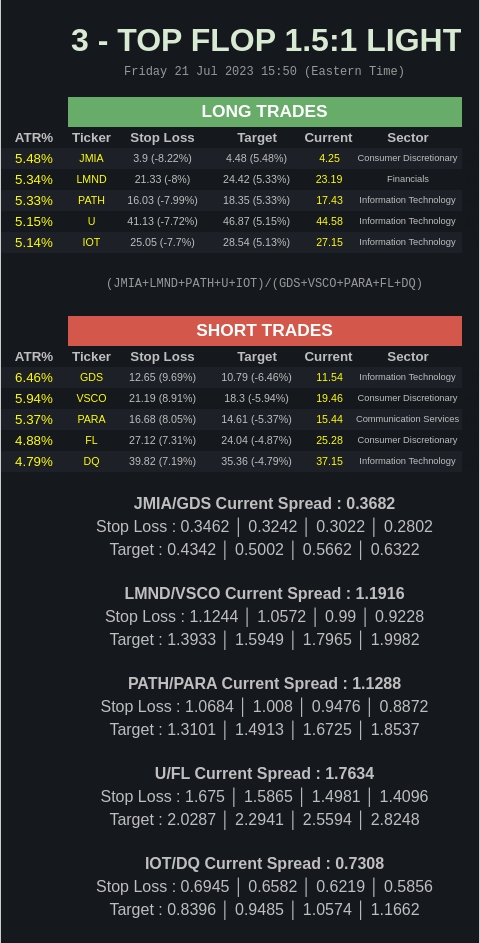 3 - TOP FLOP 1.5:1 LIGHT
Friday 21 Jul 2023 15:50 (Eastern Time)
LONG TRADES
ATR% Ticker Stop Loss Target Current Sector
5.48% JMIA 3.9 (-8.22%) 4.48 (5.48%) 4.25 Consumer Discretionary
5.34% LMND 21.33 (-8%) 24.42 (5.33%) 23.19 Financials
5.33% PATH 16.03 (-7.99%) 18.35 (5.33%) 17.43 Information Technology
5.15% U 41.13 (-7.72%) 46.87 (5.15%) 44.58 Information Technology
5.14% IOT 25.05 (-7.7%) 28.54 (5.13%) 27.15 Information Technology
(JMIA+LMND+PATH+U+IOT)/(GDS+VSCO+PARA+FL+DQ)
SHORT TRADES
ATR% Ticker Stop Loss Target Current Sector
6.46% GDS 12.65 (9.69%) 10.79 (-6.46%) 11.54 Information Technology
5.94% VSCO 21.19 (8.91%) 18.3 (-5.94%) 19.46 Consumer Discretionary
5.37% PARA 16.68 (8.05%) 14.61 (-5.37%) 15.44 Communication Services
4.88% FL 27.12 (7.31%) 24.04 (-4.87%) 25.28 Consumer Discretionary
4.79% DQ 39.82 (7.19%) 35.36 (-4.79%) 37.15 Information Technology
JMIA/GDS Current Spread : 0.3682
Stop Loss : 0.3462 │ 0.3242 │ 0.3022 │ 0.2802
Target : 0.4342 │ 0.5002 │ 0.5662 │ 0.6322
LMND/VSCO Current Spread : 1.1916
Stop Loss : 1.1244 │ 1.0572 │ 0.99 │ 0.9228
Target : 1.3933 │ 1.5949 │ 1.7965 │ 1.9982
PATH/PARA Current Spread : 1.1288
Stop Loss : 1.0684 │ 1.008 │ 0.9476 │ 0.8872
Target : 1.3101 │ 1.4913 │ 1.6725 │ 1.8537
U/FL Current Spread : 1.7634
Stop Loss : 1.675 │ 1.5865 │ 1.4981 │ 1.4096
Target : 2.0287 │ 2.2941 │ 2.5594 │ 2.8248
IOT/DQ Current Spread : 0.7308
Stop Loss : 0.6945 │ 0.6582 │ 0.6219 │ 0.5856
Target : 0.8396 │ 0.9485 │ 1.0574 │ 1.1662